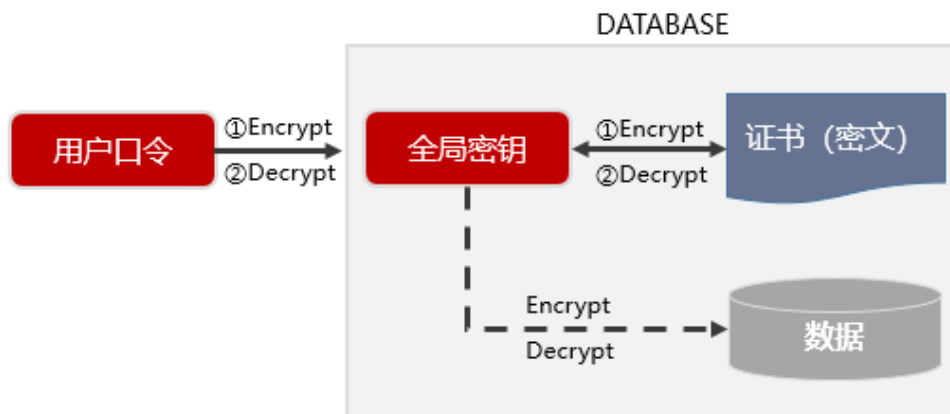 DATABASE
用户口令
①Encrypt
②Decrypt
全局密钥
①Encrypt
②Decrypt
证书（密文）
Encrypt
Decrypt
数据